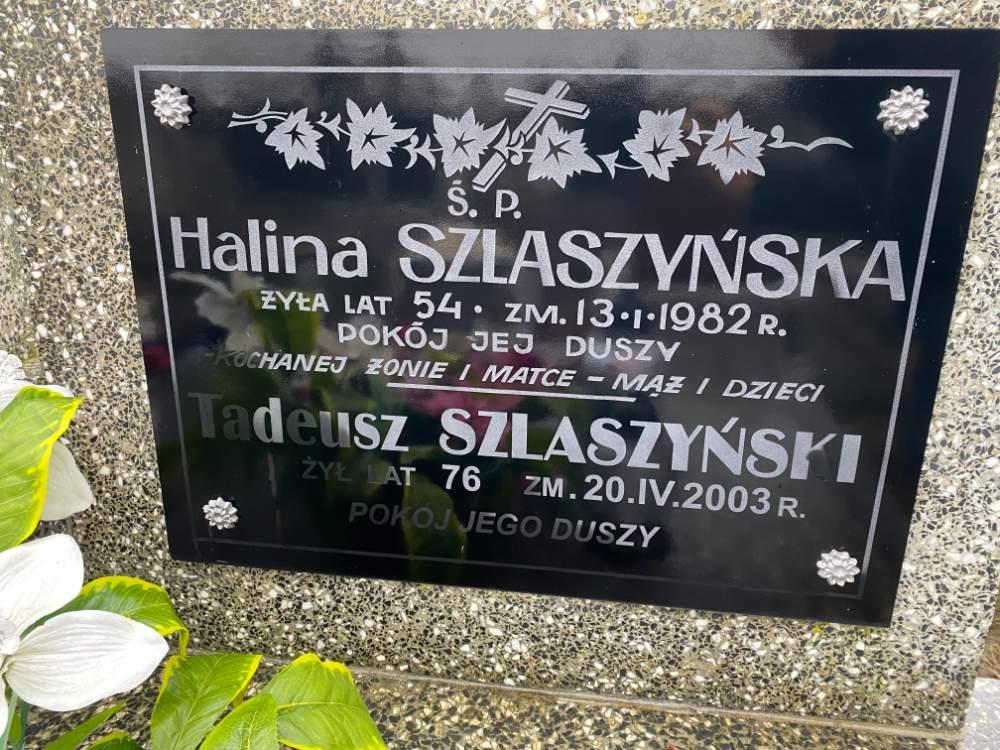 Ś. P.
Halina SZLASZYŃSKA
ŻYŁA LAT 54 · ZM. 13·I·1982 R.
POKÓJ JEJ DUSZY
-KOCHANEJ ŻONIE I MATCE – MĄŻ I DZIECI
Tadeusz SZLASZYŃSKI
ŻYŁ LAT 76 ZM. 20.IV.2003 R.
POKÓJ JEGO DUSZY